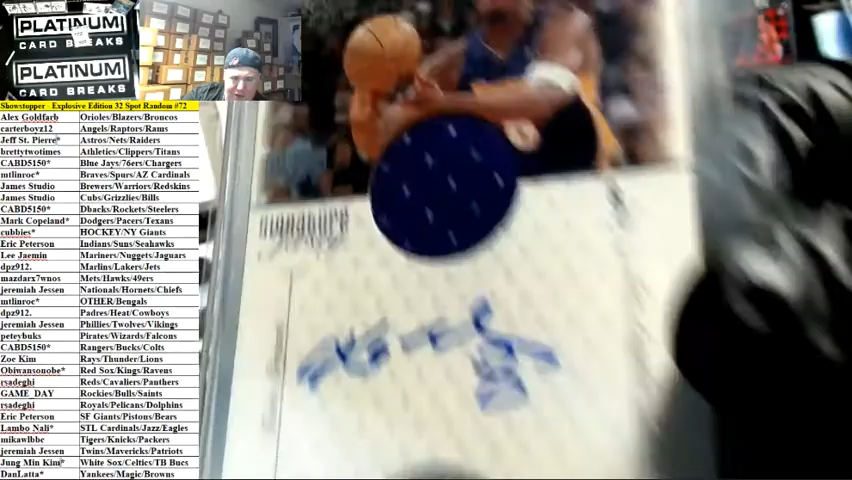 PLATINUM
CARD BREAKS
PLATINUM
CARD BREAKS
Showstopper - Explosive Edition 32 Spot Random #72
Alex Goldfarb Orioles/Blazers/Broncos
carterboyz12 Angels/Raptors/Rams
Jeff St. Pierre* Astros/Nets/Raiders
brettytwotimes Athletics/Clippers/Titans
CABD5150* Blue Jays/76ers/Chargers
mtlinroc* Braves/Spurs/AZ Cardinals
James Studio Brewers/Warriors/Redskins
James Studio Cubs/Grizzlies/Bills
CABD5150* Dbacks/Rockets/Steelers
Mark Copeland* Dodgers/Pacers/Texans
cubbies* HOCKEY/NY Giants
Eric Peterson Indians/Suns/Seahawks
Lee Jaemin Mariners/Nuggets/Jaguars
dpz912. Marlins/Lakers/Jets
mazdarx7wnos Mets/Hawks/49ers
jeremiah Jessen Nationals/Hornets/Chiefs
mtlinroc* OTHER/Bengals
dpz912. Padres/Heat/Cowboys
jeremiah Jessen Phillies/Twolves/Vikings
peteybuks Pirates/Wizards/Falcons
CABD5150* Rangers/Bucks/Colts
Zoe Kim Rays/Thunder/Lions
Obiwansonobe* Red Sox/Kings/Ravens
rsadeghi Reds/Cavaliers/Panthers
GAME_DAY Rockies/Bulls/Saints
rsadeghi Royals/Pelicans/Dolphins
Eric Peterson SF Giants/Pistons/Bears
Lambo Nali* STL Cardinals/Jazz/Eagles
mikawlbbc Tigers/Knicks/Packers
jeremiah Jessen Twins/Mavericks/Patriots
Jung Min Kim* White Sox/Celtics/TB Bucs
DanLatta* Yankees/Magic/Browns
signature